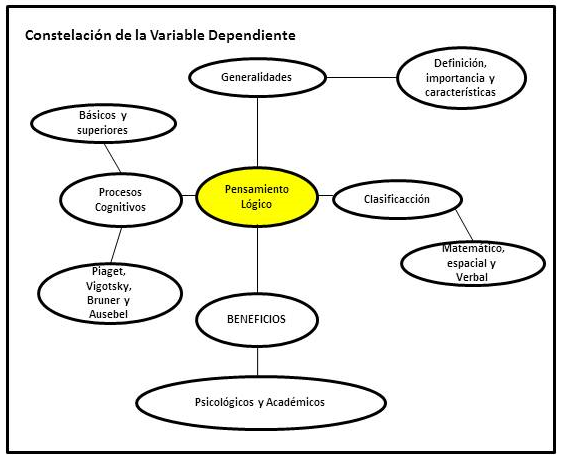 Constelación de la Variable Dependiente
Generalidades
Definición,
importancia y
características
Básicos y
superiores
Procesos
Cognitivos
Pensamiento
Lógico
Clasificacción
Matemático,
espacial y
Verbal
Piaget,
Vigotsky,
Bruner y
Ausebel
BENEFICIOS
Psicológicos y Académicos